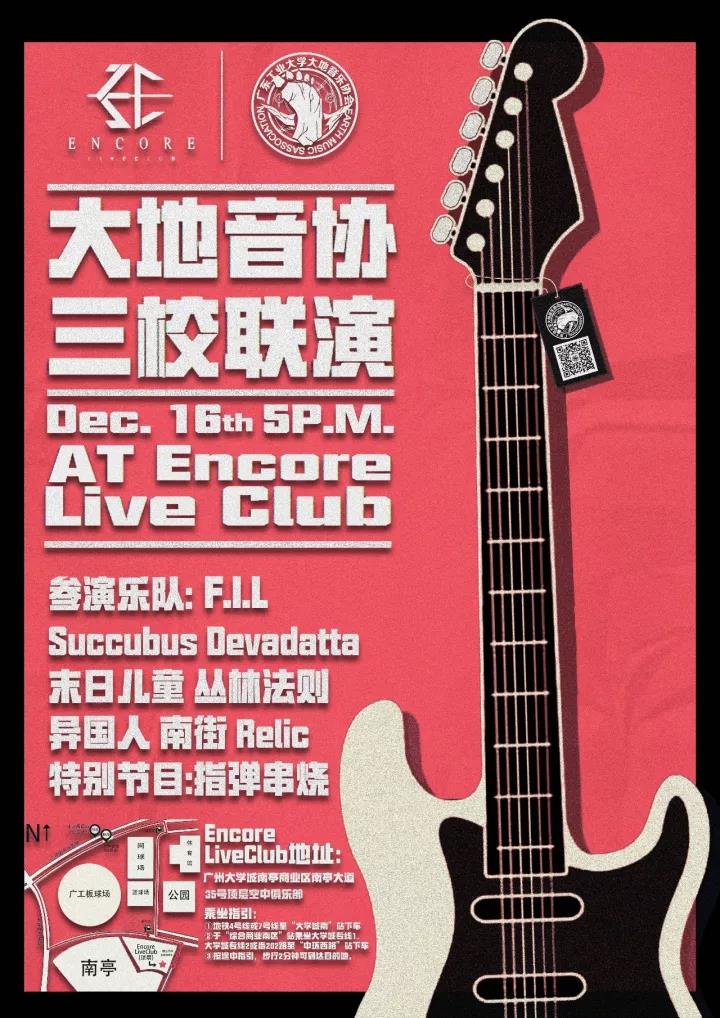 ENCORE
LIVECLUB
广东工业大学大地音乐协会
EARTH MUSIC SASSOCIATION
大地音协
三校联演
Dec. 16th 5P.M.
AT Encore
Live Club
参演乐队: F.I.L
Succubus Devadatta
末日儿童 丛林法则
异国人 南街 Relic
特别节目:指弹串烧
N↑
网球场
体育馆
广工板球场
篮球场
公园
南亭
Encore
LiveClub
Encore
LiveClub地址:
广州大学城南亭商业区南亭大道
35号顶层空中俱乐部
乘坐指引:
①地铁4号线或7号线至“大学城南”站下车
②于“综合商业南区”站乘坐大学城专线1、
大学城专线2或商202路至“中环西路”站下车
③按途中指引，步行2分钟可到达目的地。